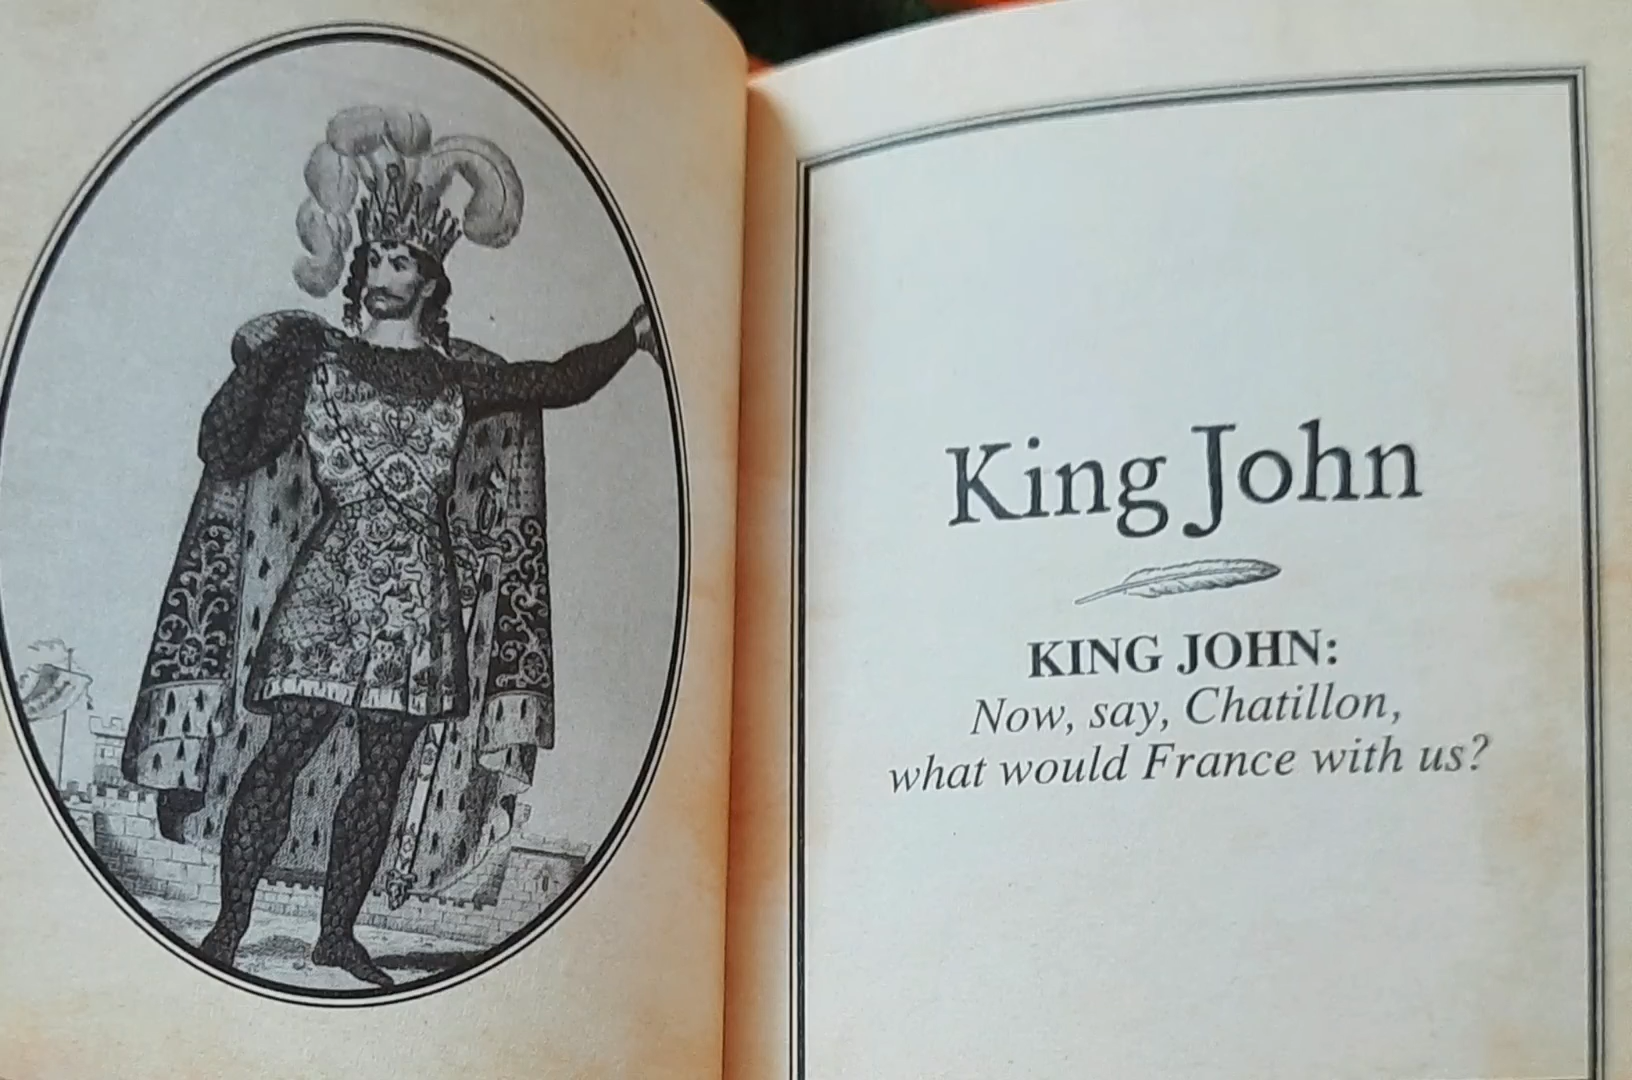 King John
KING JOHN:
Now, say, Chatillon,
what would France with us?